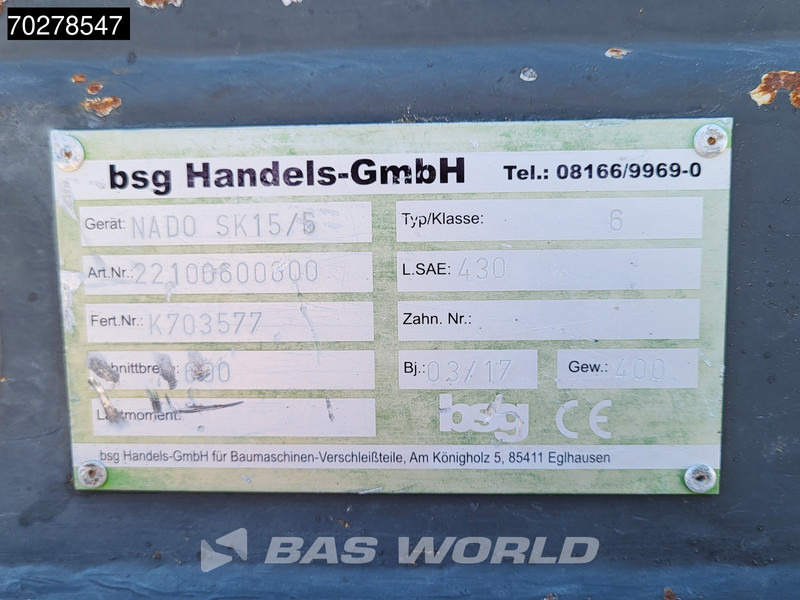 70278547
bsg Handels-GmbH Tel.: 08166/9969-0
Gerät: NADO SK15/5 Typ/Klasse: 6
Art.Nr.: 22100600000 L.SAE: 430
Fert.Nr.: K703577 Zahn. Nr.:
600 Bj.: 03/17 Gew.: 400
Lastmoment: bsg CE
bsg Handels-GmbH für Baumaschinen-Verschleißteile, Am Königholz 5, 85411 Eglhausen
BAS WORLD